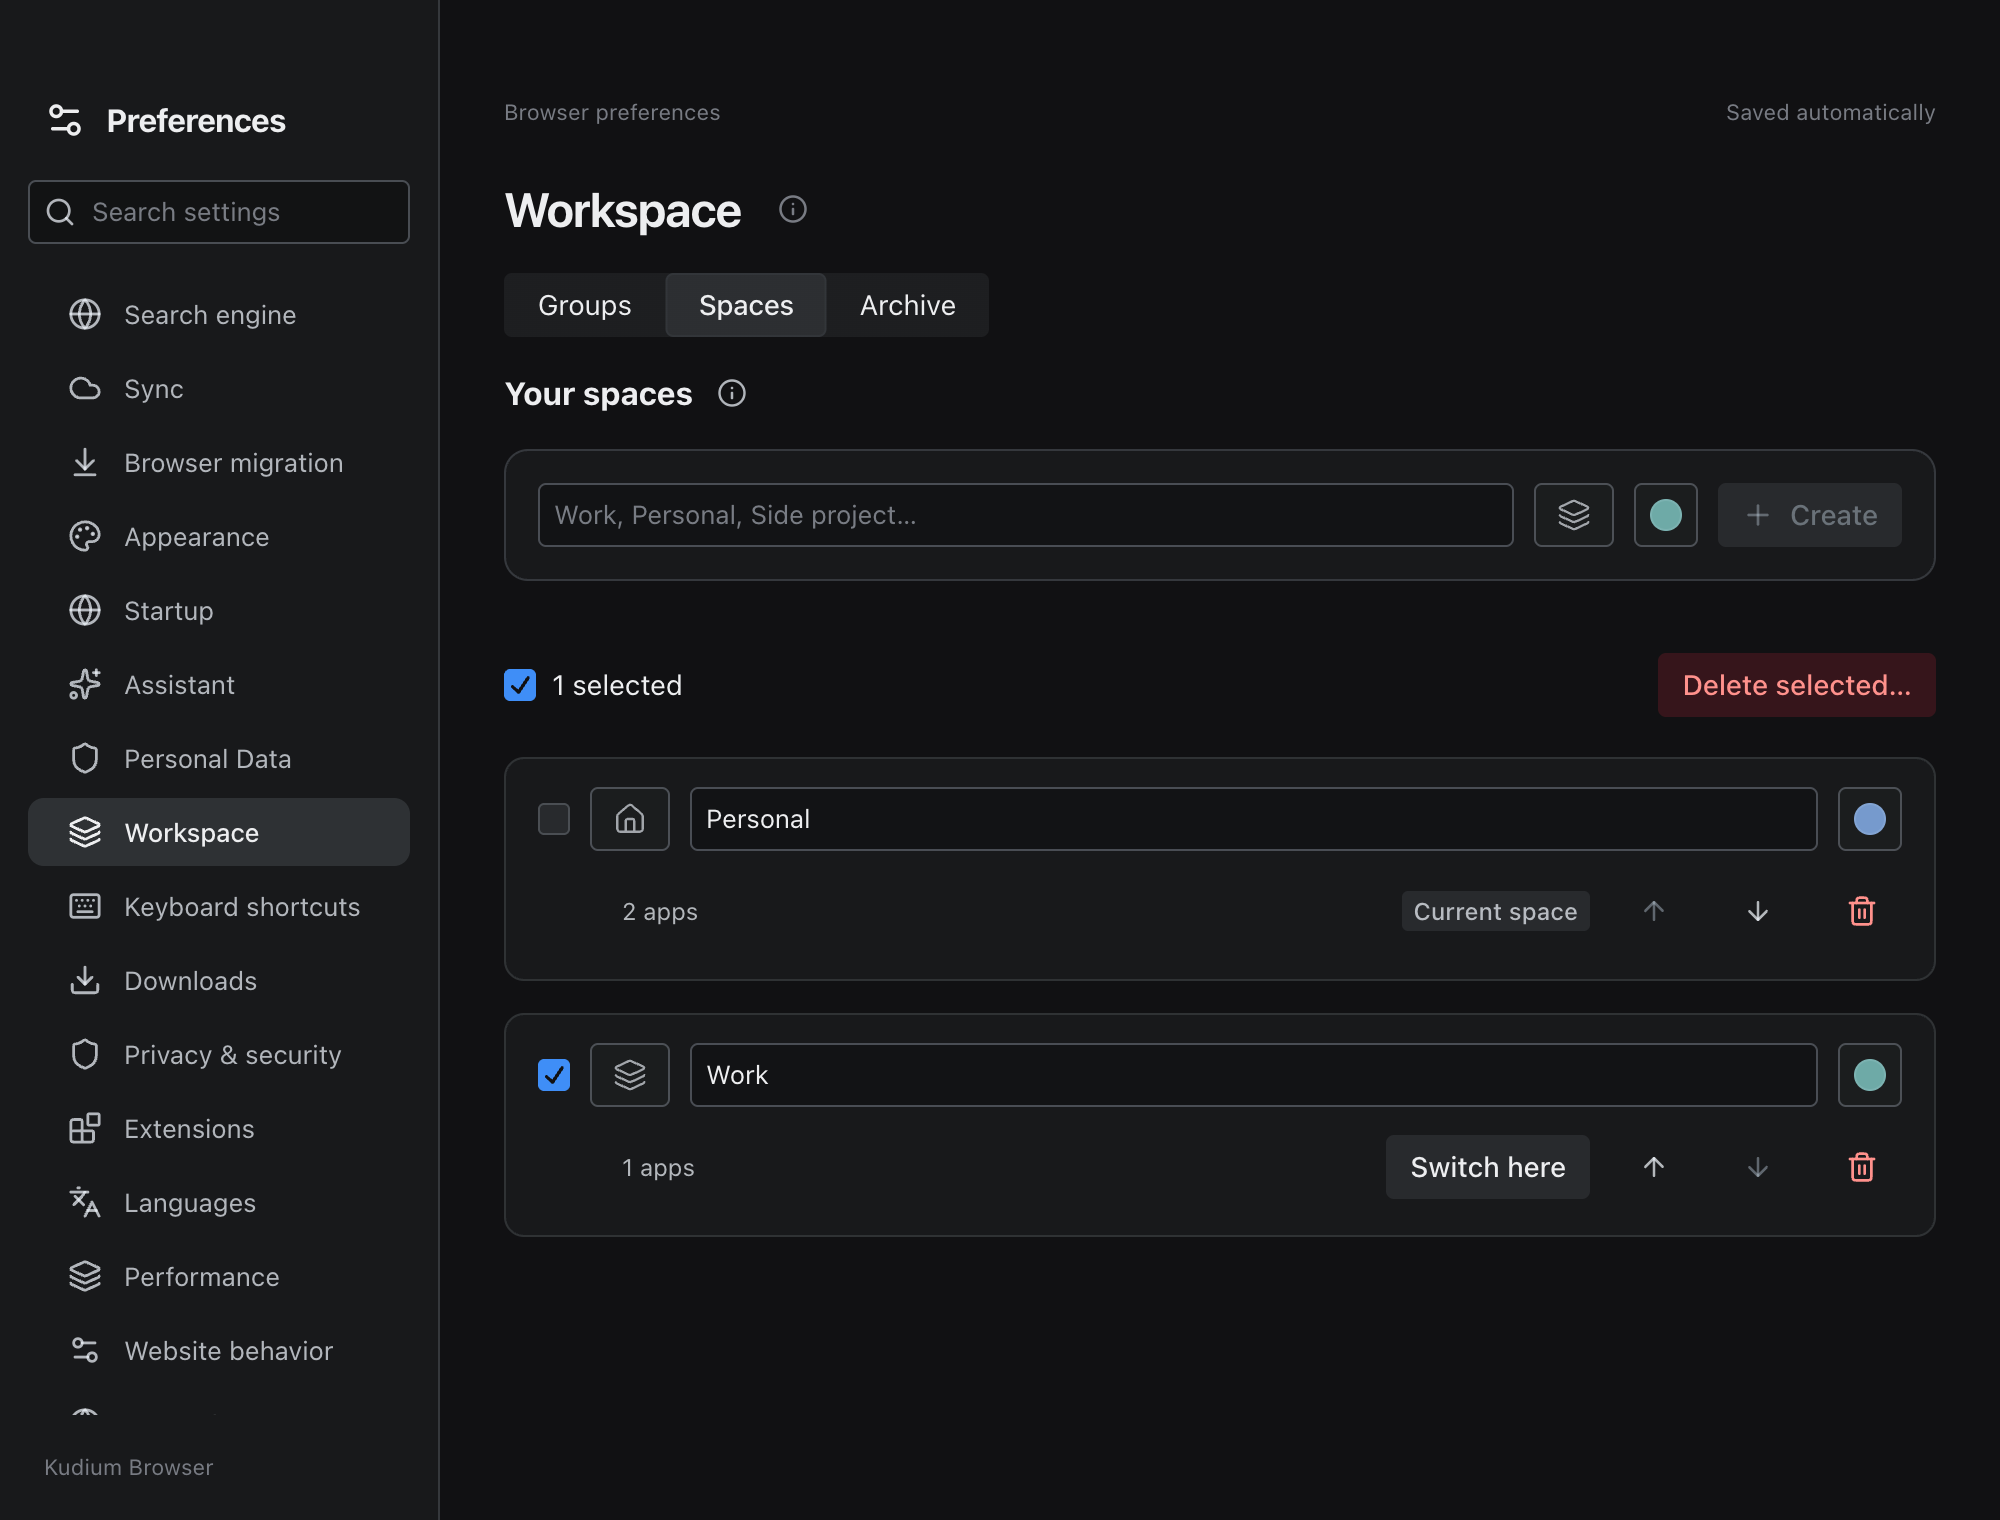 Preferences
Search settings
Search engine
Sync
Browser migration
Appearance
Startup
Assistant
Personal Data
Workspace
Keyboard shortcuts
Downloads
Privacy & security
Extensions
Languages
Performance
Website behavior
Kudium Browser
Browser preferences
Saved automatically
Workspace
Groups Spaces Archive
Your spaces
Work, Personal, Side project...
Create
1 selected
Delete selected...
Personal
2 apps
Current space
Work
1 apps
Switch here